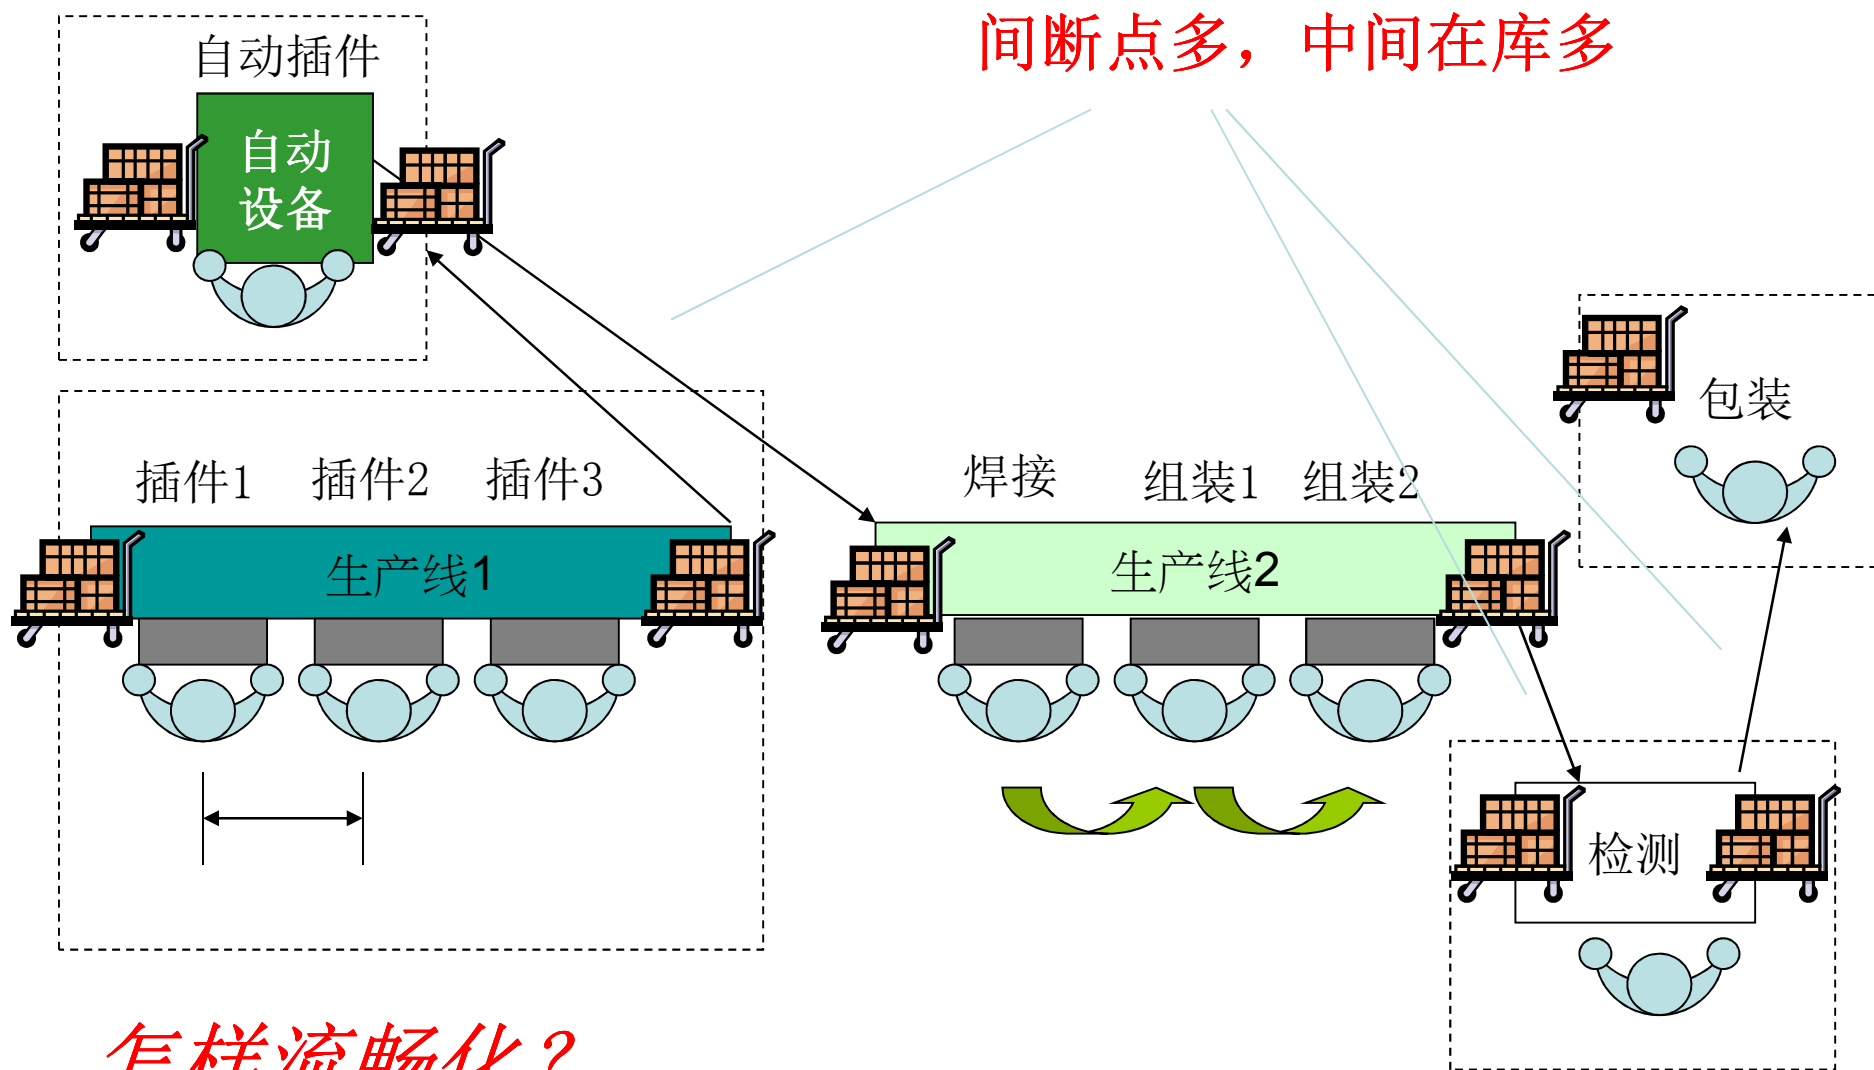 间断点多，中间在库多
自动插件
自动
设备
包装
插件1 插件2 插件3
焊接 组装1 组装2
生产线1
生产线2
检测
怎样流畅化？